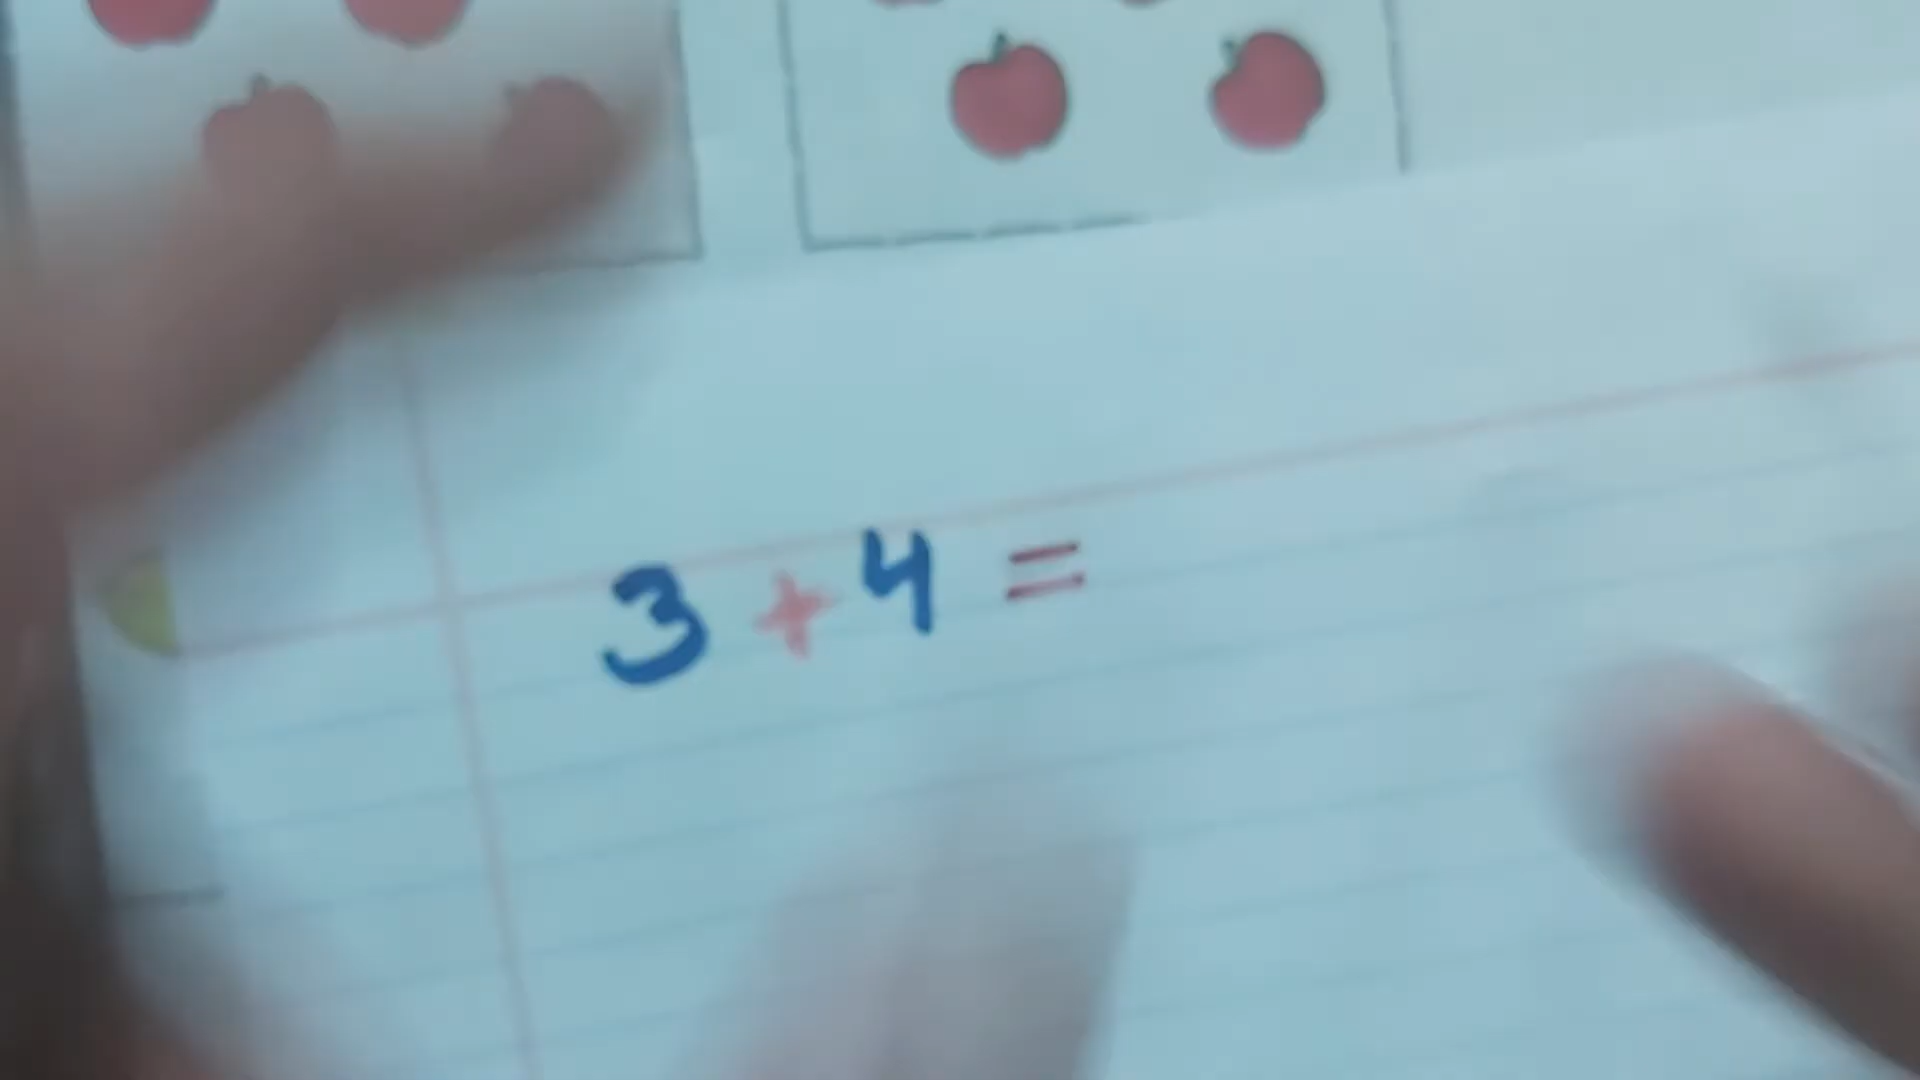 3 + 4 =